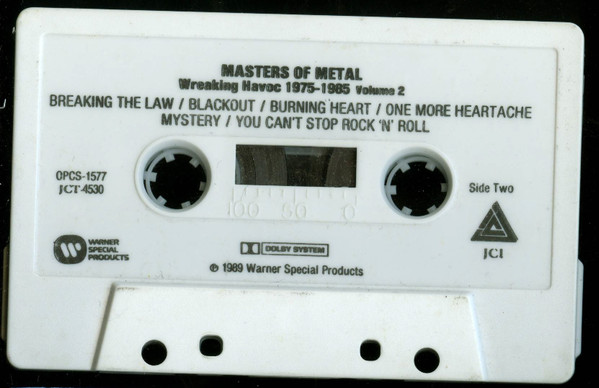 MASTERS OF METAL
Wreaking Havoc 1975-1985 Volume 2
BREAKING THE LAW / BLACKOUT / BURNING HEART / ONE MORE HEARTACHE
MYSTERY / YOU CAN'T STOP ROCK 'N' ROLL
OPCS-1577
JCT-4530
Side Two
100 50 0
WARNER
SPECIAL
PRODUCTS
DOLBY SYSTEM
JCI
℗ 1989 Warner Special Products